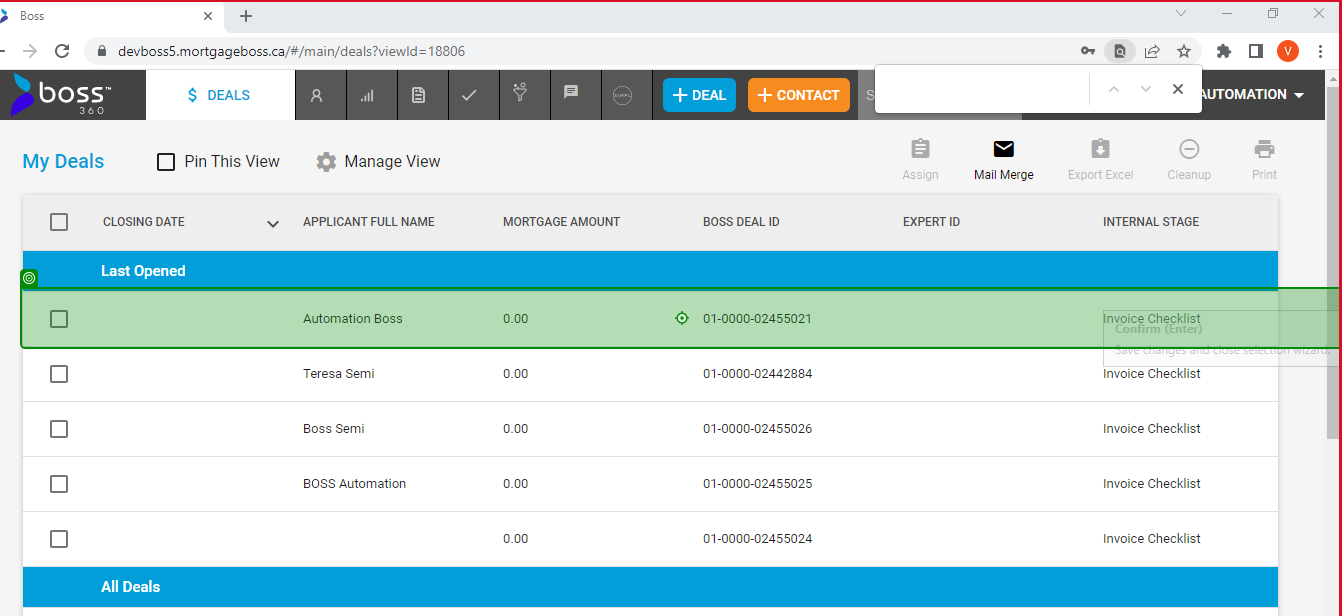 Boss
devboss5.mortgageboss.ca/#/main/deals?viewId=18806
V
boss™
360
$ DEALS
SIMPL
+ DEAL
+ CONTACT
S
AUTOMATION
My Deals
Pin This View
Manage View
Assign
Mail Merge
Export Excel
Cleanup
Print
CLOSING DATE APPLICANT FULL NAME MORTGAGE AMOUNT BOSS DEAL ID EXPERT ID INTERNAL STAGE
Last Opened
Automation Boss 0.00 01-0000-02455021 Invoice Checklist
Confirm (Enter)
Save changes and close selection wizard.
Teresa Semi 0.00 01-0000-02442884 Invoice Checklist
Boss Semi 0.00 01-0000-02455026 Invoice Checklist
BOSS Automation 0.00 01-0000-02455025 Invoice Checklist
0.00 01-0000-02455024 Invoice Checklist
All Deals